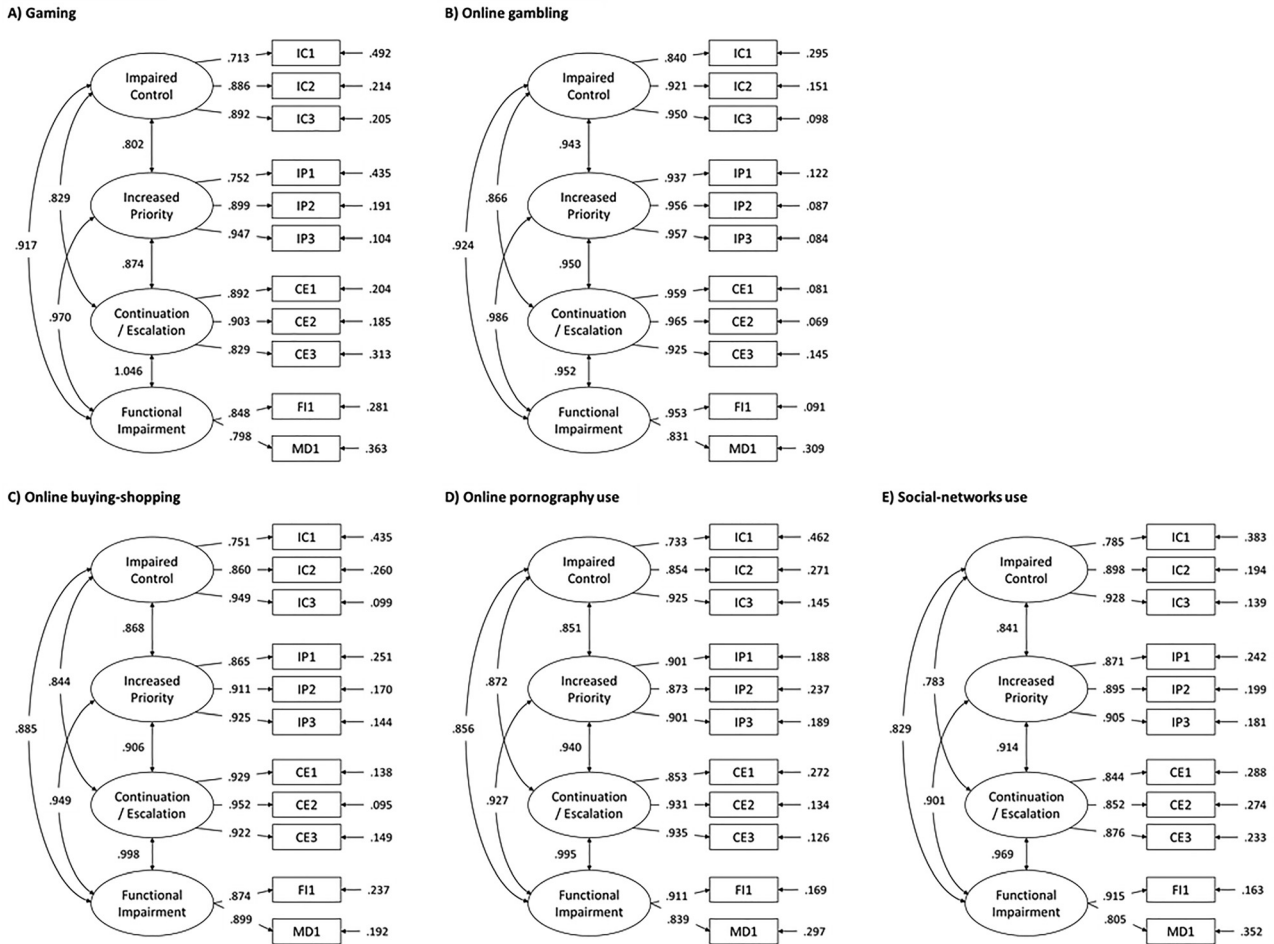 A) Gaming
Impaired
Control
.713
IC1
.492
.886
IC2
.214
.892
IC3
.205
.802
.752
IP1
.435
Increased
Priority
.899
IP2
.191
.947
IP3
.104
.829
.917
.874
.892
CE1
.204
Continuation
/ Escalation
.903
CE2
.185
.829
CE3
.313
.970
1.046
Functional
Impairment
.848
FI1
.281
.798
MD1
.363
B) Online gambling
Impaired
Control
.840
IC1
.295
.921
IC2
.151
.950
IC3
.098
.943
.937
IP1
.122
Increased
Priority
.956
IP2
.087
.957
IP3
.084
.866
.924
.950
.959
CE1
.081
Continuation
/ Escalation
.965
CE2
.069
.925
CE3
.145
.986
.952
Functional
Impairment
.953
FI1
.091
.831
MD1
.309
C) Online buying-shopping
Impaired
Control
.751
IC1
.435
.860
IC2
.260
.949
IC3
.099
.868
.865
IP1
.251
Increased
Priority
.911
IP2
.170
.925
IP3
.144
.844
.885
.906
.929
CE1
.138
Continuation
/ Escalation
.952
CE2
.095
.922
CE3
.149
.949
.998
Functional
Impairment
.874
FI1
.237
.899
MD1
.192
D) Online pornography use
Impaired
Control
.733
IC1
.462
.854
IC2
.271
.925
IC3
.145
.851
.901
IP1
.188
Increased
Priority
.873
IP2
.237
.901
IP3
.189
.872
.856
.940
.853
CE1
.272
Continuation
/ Escalation
.931
CE2
.134
.935
CE3
.126
.927
.995
Functional
Impairment
.911
FI1
.169
.839
MD1
.297
E) Social-networks use
Impaired
Control
.785
IC1
.383
.898
IC2
.194
.928
IC3
.139
.841
.871
IP1
.242
Increased
Priority
.895
IP2
.199
.905
IP3
.181
.783
.829
.914
.844
CE1
.288
Continuation
/ Escalation
.852
CE2
.274
.876
CE3
.233
.901
.969
Functional
Impairment
.915
FI1
.163
.805
MD1
.352